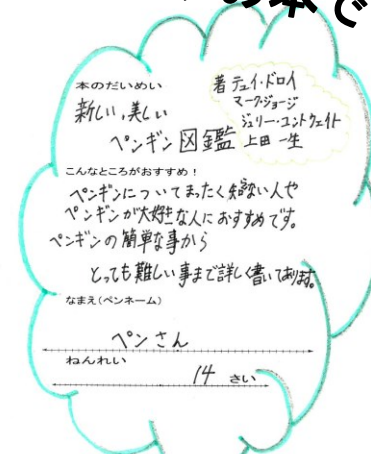 の本で
本のだいめい
新しい、美しい
ペンギン図鑑
著 テュイ・ドロイ
マーク・ジョーンジ
ジュリー・コーントウェイト
上田一生
こんなところがおすすめ！
ペンギンについてまったく知らない人や
ペンギンが大好きな人におすすめです。
ペンギンの簡単な事から
とっても難しい事まで詳しく書いてあります。
なまえ(ペンネーム)
ペンさん
ねんれい
14 さい